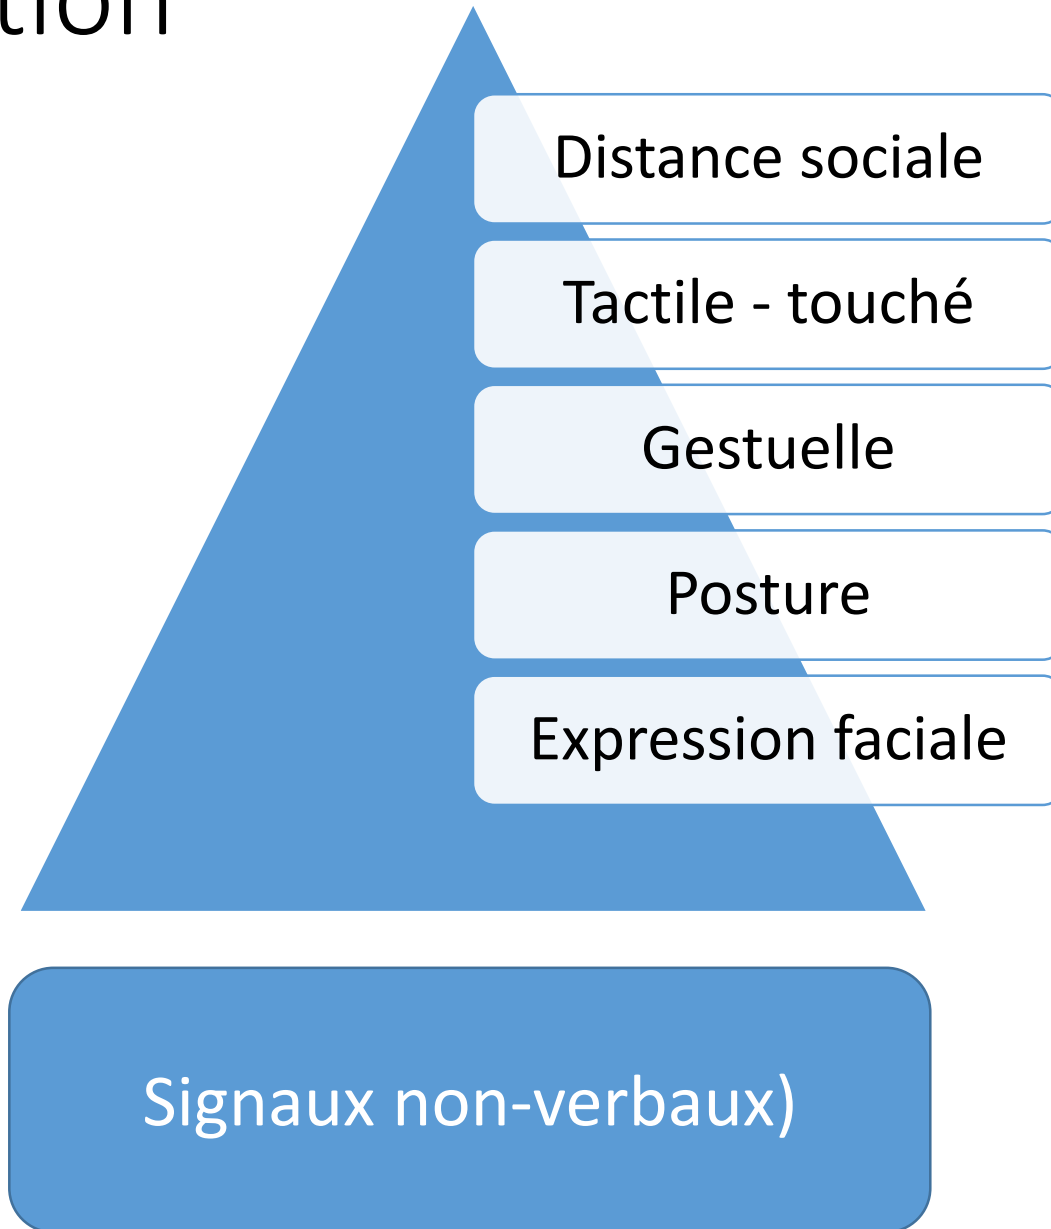 tion
Distance sociale
Tactile - touché
Gestuelle
Posture
Expression faciale
Signaux non-verbaux)